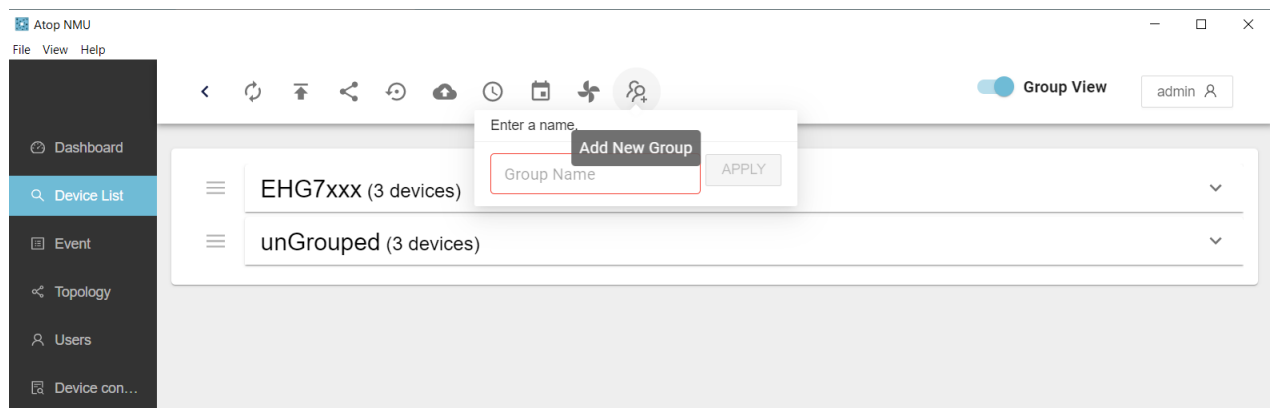 Atop NMU
File View Help
Group View
admin
Enter a name.
Add New Group
Group Name
APPLY
Dashboard
Device List
Event
Topology
Users
Device con...
EHG7xxx (3 devices)
unGrouped (3 devices)